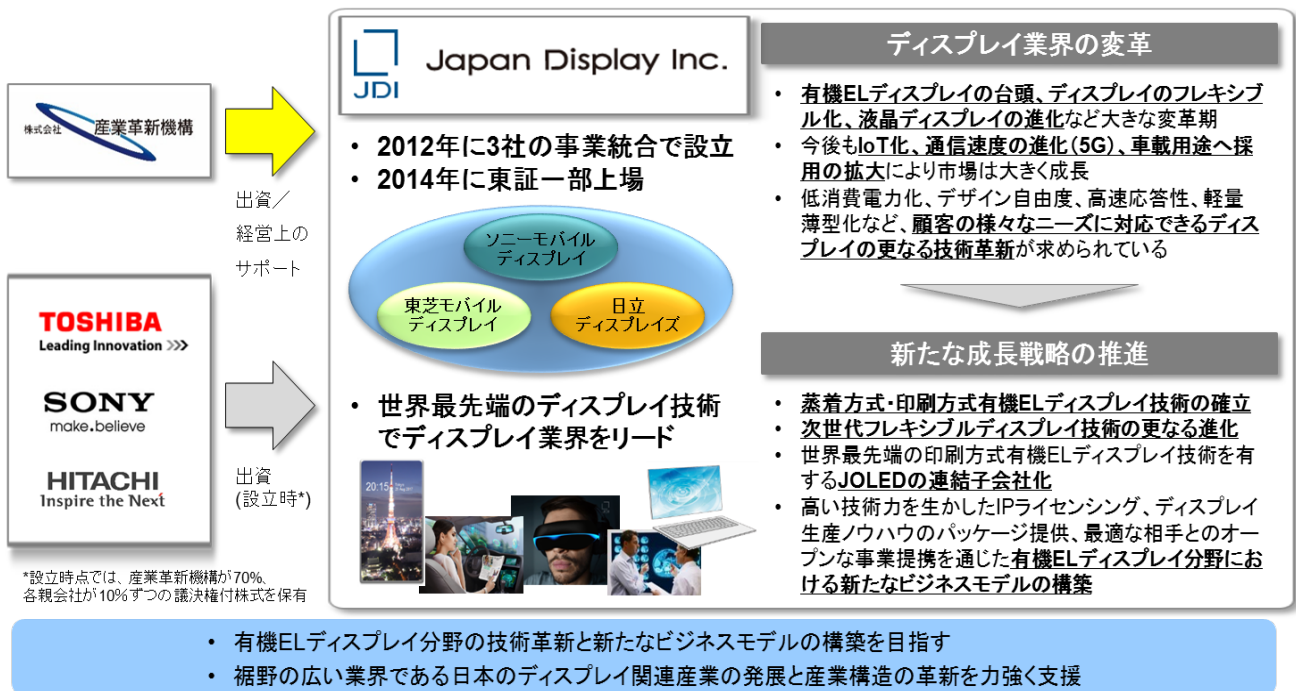 株式会社 産業革新機構
出資／
経営上の
サポート
TOSHIBA
Leading Innovation >>>
SONY
make.believe
HITACHI
Inspire the Next
出資
(設立時*)
*設立時点では、産業革新機構が70%、
各親会社が10%ずつの議決権付株式を保有
JDI
Japan Display Inc.
• 2012年に3社の事業統合で設立
• 2014年に東証一部上場
ソニーモバイル
ディスプレイ
東芝モバイル
ディスプレイ
日立
ディスプレイズ
• 世界最先端のディスプレイ技術
でディスプレイ業界をリード
20:15
JDI
ディスプレイ業界の変革
• 有機ELディスプレイの台頭、ディスプレイのフレキシブ
ル化、液晶ディスプレイの進化など大きな変革期
• 今後もIoT化、通信速度の進化(5G)、車載用途へ採
用の拡大により市場は大きく成長
• 低消費電力化、デザイン自由度、高速応答性、軽量
薄型化など、顧客の様々なニーズに対応できるディス
プレイの更なる技術革新が求められている
新たな成長戦略の推進
• 蒸着方式・印刷方式有機ELディスプレイ技術の確立
• 次世代フレキシブルディスプレイ技術の更なる進化
• 世界最先端の印刷方式有機ELディスプレイ技術を有
するJOLEDの連結子会社化
• 高い技術力を生かしたIPライセンシング、ディスプレイ
生産ノウハウのパッケージ提供、最適な相手とのオー
プンな事業提携を通じた有機ELディスプレイ分野にお
ける新たなビジネスモデルの構築
• 有機ELディスプレイ分野の技術革新と新たなビジネスモデルの構築を目指す
• 裾野の広い業界である日本のディスプレイ関連産業の発展と産業構造の革新を力強く支援